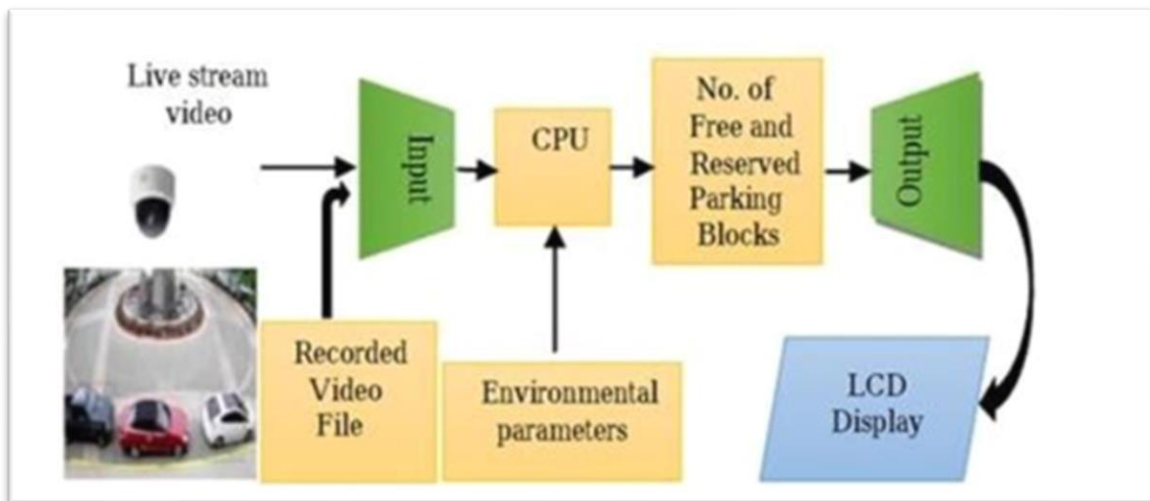 Live stream
video
Input
CPU
No. of
Free and
Reserved
Parking
Blocks
Output
Recorded
Video
File
Environmental
parameters
LCD
Display